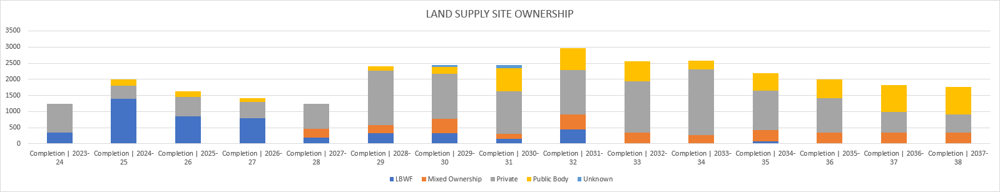 LAND SUPPLY SITE OWNERSHIP
3500
3000
2500
2000
1500
1000
500
0
Completion | 2023-
24
Completion | 2024-
25
Completion | 2025-
26
Completion | 2026-
27
Completion | 2027-
28
Completion | 2028-
29
Completion | 2029-
30
Completion | 2030-
31
Completion | 2031-
32
Completion | 2032-
33
Completion | 2033-
34
Completion | 2034-
35
Completion | 2035-
36
Completion | 2036-
37
Completion | 2037-
38
LBWF Mixed Ownership Private Public Body Unknown